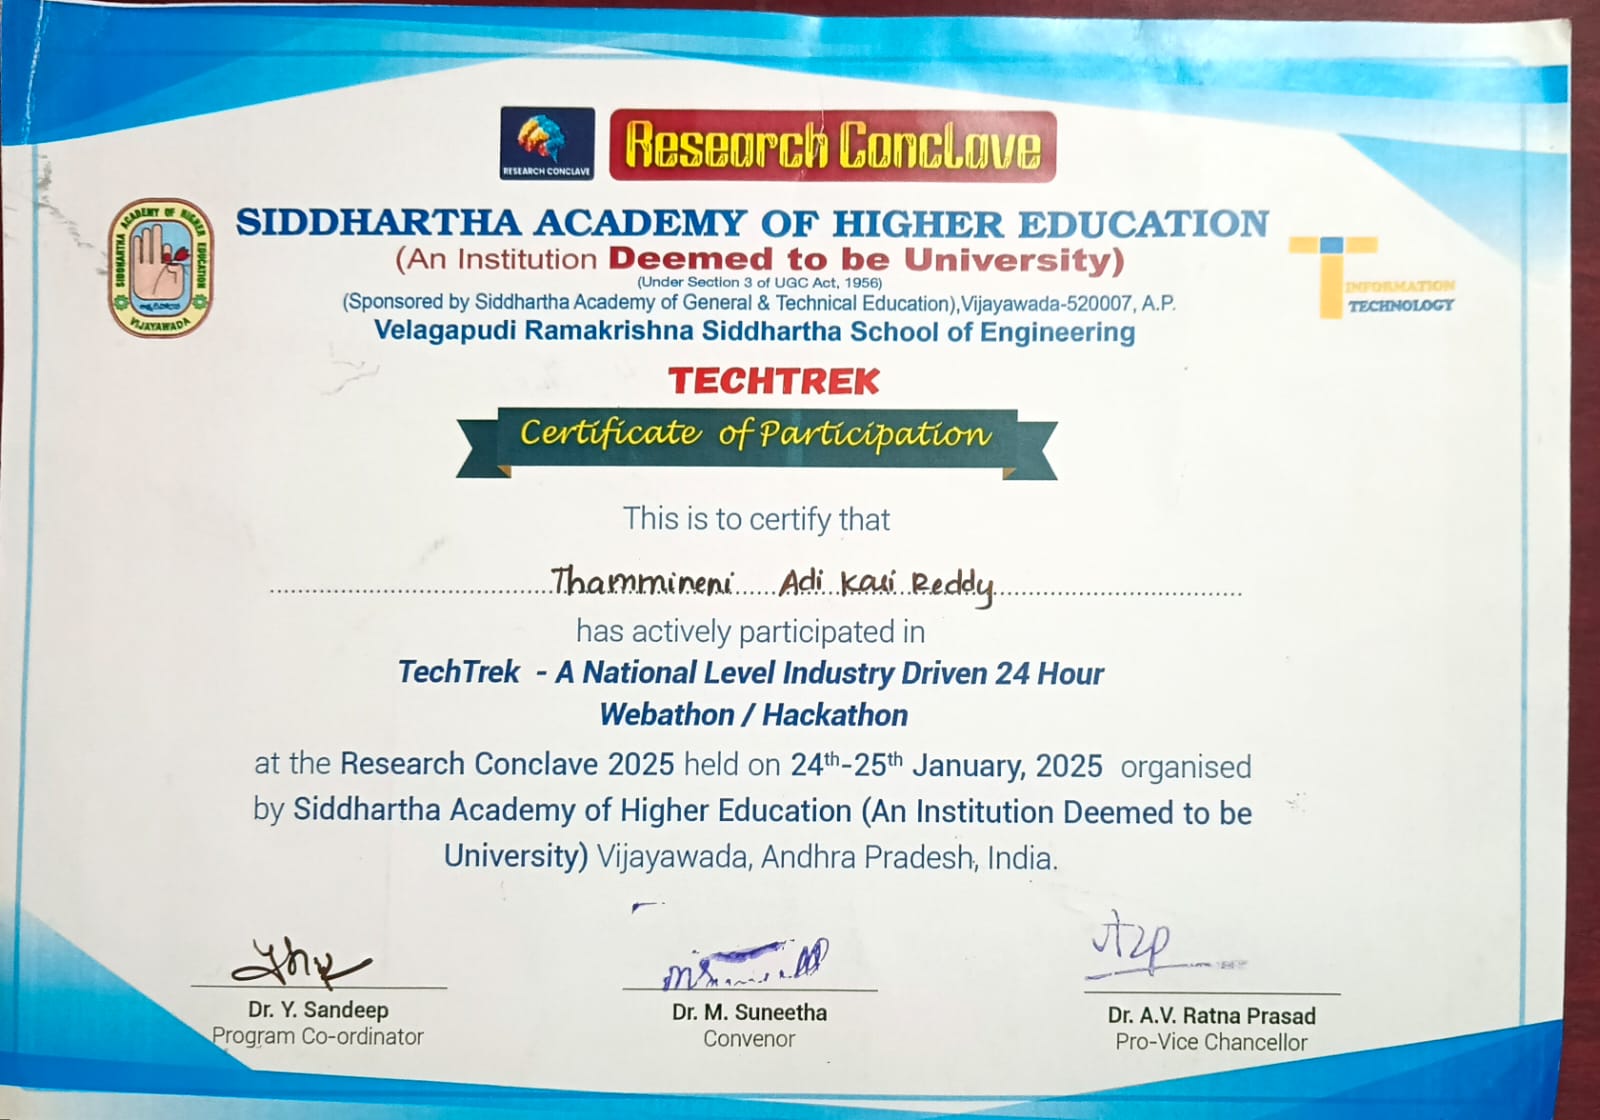 RESEARCH CONCLAVE
Research Conclave
SIDDHARTHA ACADEMY OF HIGHER EDUCATION
VIJAYAWADA
SIDDHARTHA ACADEMY OF HIGHER EDUCATION
(An Institution Deemed to be University)
(Under Section 3 of UGC Act, 1956)
(Sponsored by Siddhartha Academy of General & Technical Education),Vijayawada-520007, A.P.
Velagapudi Ramakrishna Siddhartha School of Engineering
INFORMATION
TECHNOLOGY
TECHTREK
Certificate of Participation
This is to certify that
Thammineni Adi Kasi Reddy
has actively participated in
TechTrek - A National Level Industry Driven 24 Hour
Webathon / Hackathon
at the Research Conclave 2025 held on 24th-25th January, 2025 organised
by Siddhartha Academy of Higher Education (An Institution Deemed to be
University) Vijayawada, Andhra Pradesh, India.
Dr. Y. Sandeep
Program Co-ordinator
Dr. M. Suneetha
Convenor
Dr. A.V. Ratna Prasad
Pro-Vice Chancellor